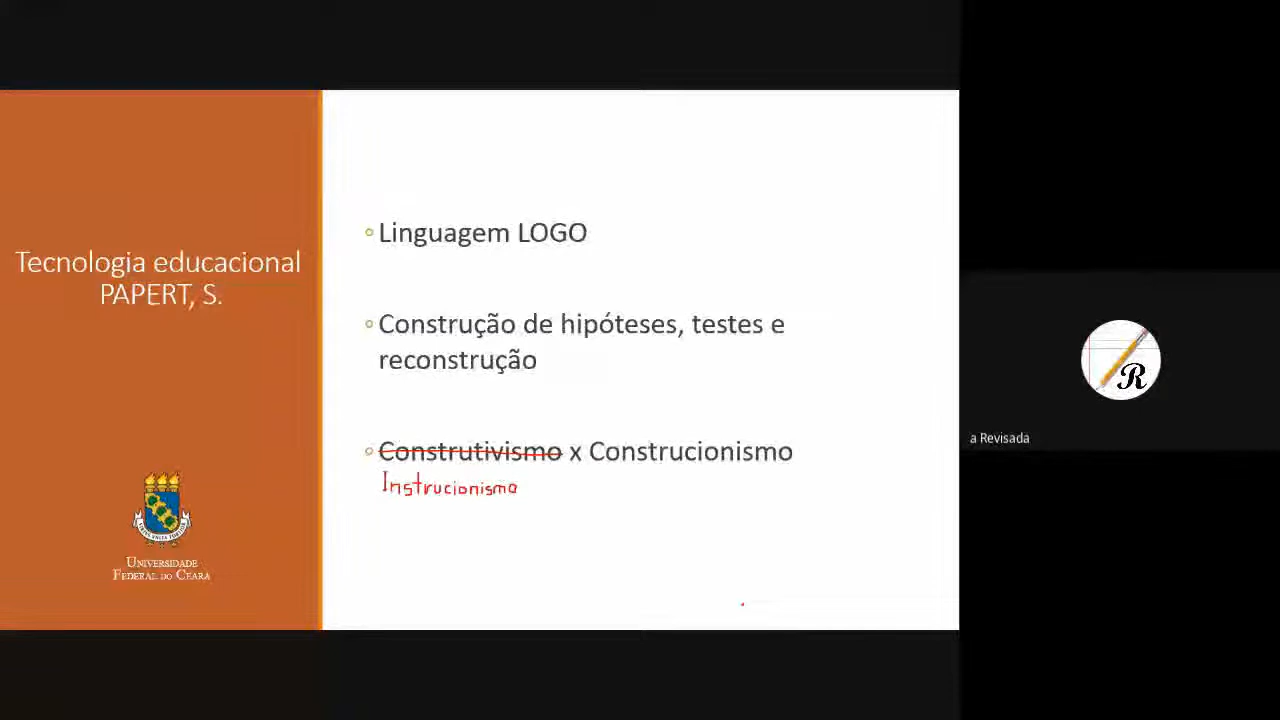 Tecnologia educacional
PAPERT, S.
UNIVERSIDADE
FEDERAL DO CEARÁ
Linguagem LOGO
Construção de hipóteses, testes e
reconstrução
Construtivismo x Construcionismo
Instrucionismo
R
a Revisada